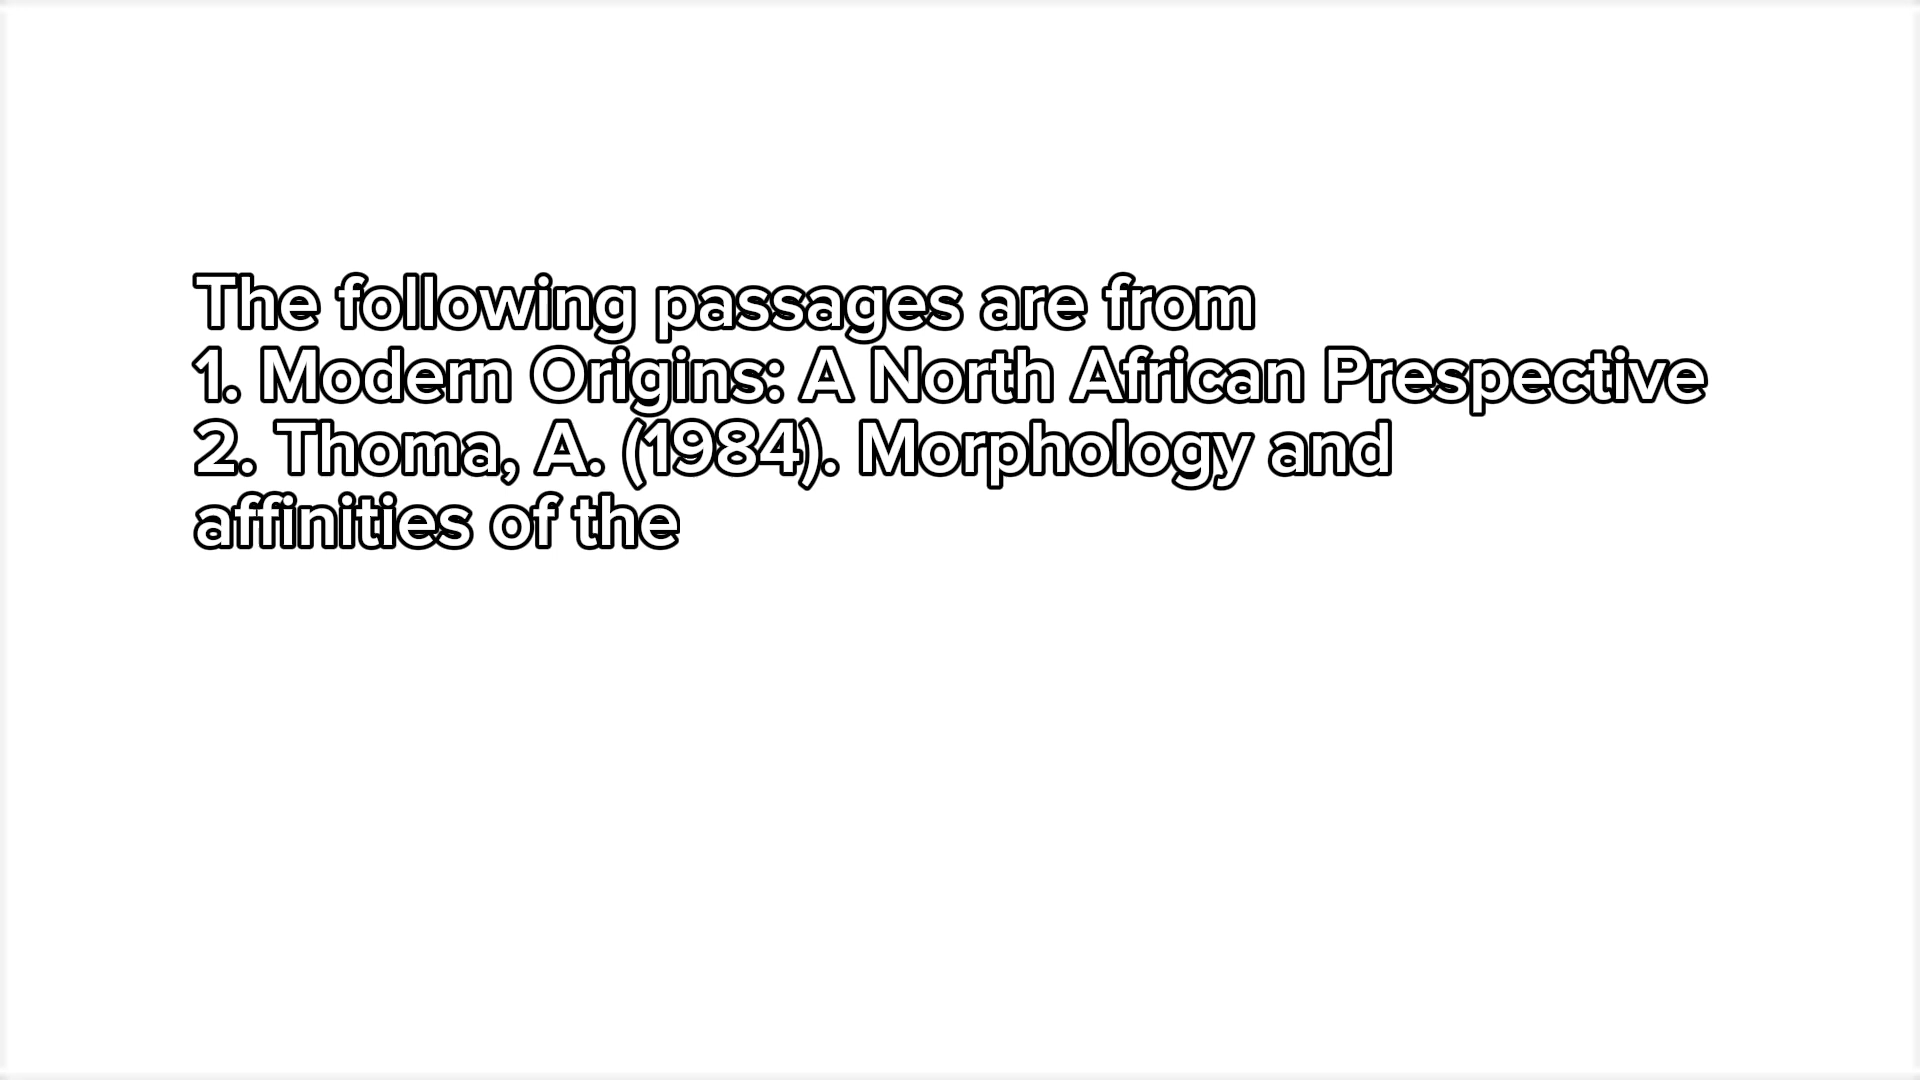 The following passages are from
1. Modern Origins: A North African Prespective
2. Thoma, A. (1984). Morphology and
affinities of the